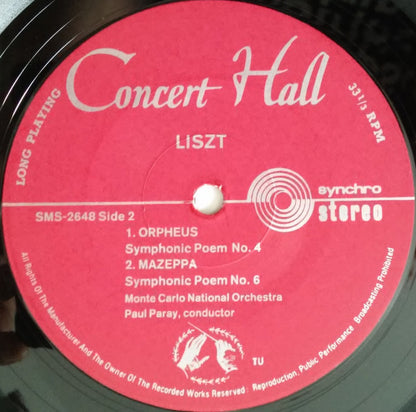 Concert Hall
LONG PLAYING
33 1/3 RPM
LISZT
synchro
stereo
SMS-2648 Side 2
1. ORPHEUS
Symphonic Poem No. 4
2. MAZEPPA
Symphonic Poem No. 6
Monte Carlo National Orchestra
Paul Paray, conductor
TU
All Rights Of The Manufacturer And The Owner Of The Recorded Works Reserved : Reproduction, Public Performance Broadcasting Prohibited